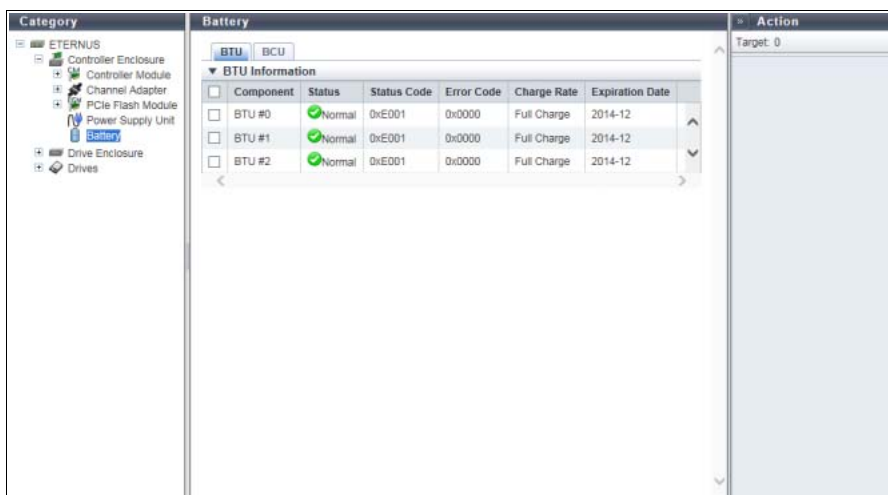 Category
ETERNUS
Controller Enclosure
Controller Module
Channel Adapter
PCIe Flash Module
Power Supply Unit
Battery
Drive Enclosure
Drives
Battery
BTU BCU
BTU Information
Component Status Status Code Error Code Charge Rate Expiration Date
BTU #0 Normal 0xE001 0x0000 Full Charge 2014-12
BTU #1 Normal 0xE001 0x0000 Full Charge 2014-12
BTU #2 Normal 0xE001 0x0000 Full Charge 2014-12
» Action
Target: 0